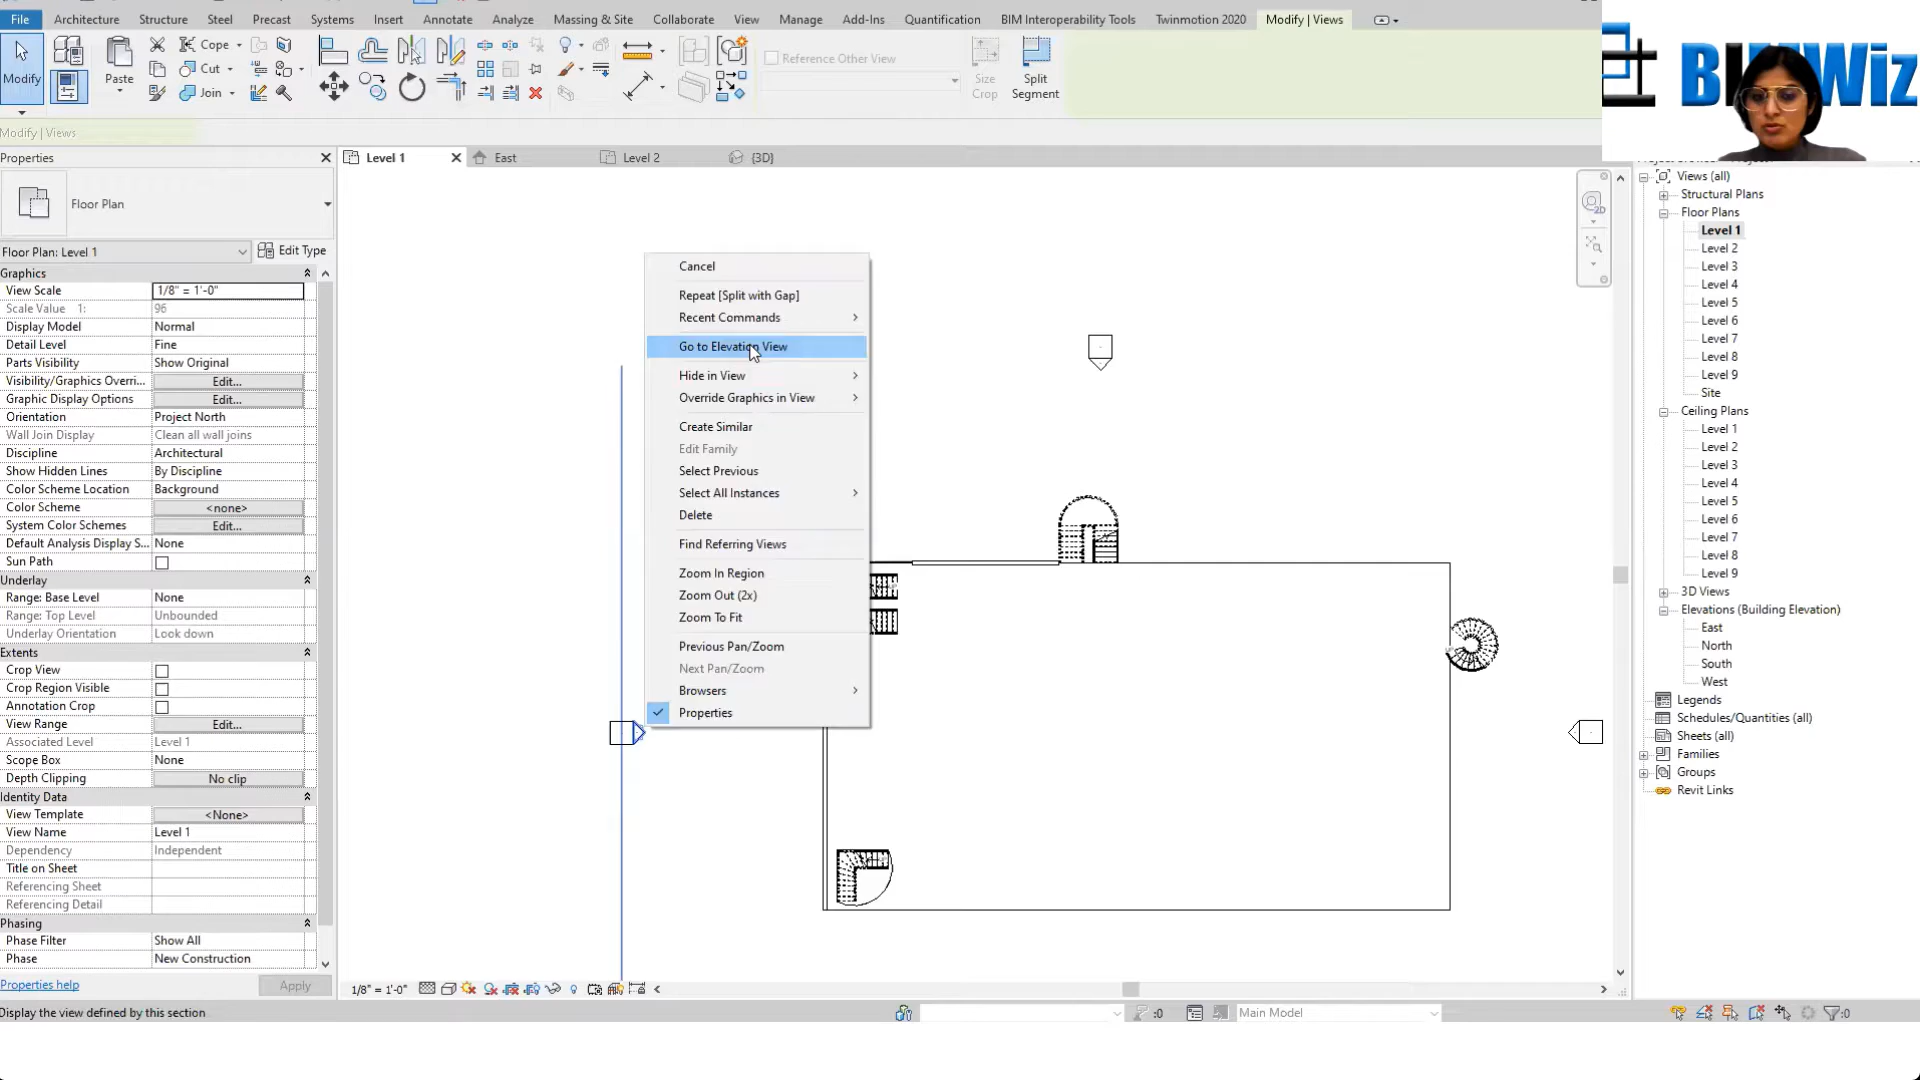 File Architecture Structure Steel Precast Systems Insert Annotate Analyze Massing & Site Collaborate View Manage Add-Ins Quantification BIM Interoperability Tools Twinmotion 2020 Modify | Views
Modify
Paste
Cope
Cut
Join
Reference Other View
Size Crop
Split Segment
Modify | Views
Properties
Level 1 East Level 2 {3D}
Floor Plan
Floor Plan: Level 1 Edit Type
Graphics
View Scale 1/8" = 1'-0"
Scale Value 1: 96
Display Model Normal
Detail Level Fine
Parts Visibility Show Original
Visibility/Graphics Overri... Edit...
Graphic Display Options Edit...
Orientation Project North
Wall Join Display Clean all wall joins
Discipline Architectural
Show Hidden Lines By Discipline
Color Scheme Location Background
Color Scheme <none>
System Color Schemes Edit...
Default Analysis Display S... None
Sun Path
Underlay
Range: Base Level None
Range: Top Level Unbounded
Underlay Orientation Look down
Extents
Crop View
Crop Region Visible
Annotation Crop
View Range Edit...
Associated Level Level 1
Scope Box None
Depth Clipping No clip
Identity Data
View Template <None>
View Name Level 1
Dependency Independent
Title on Sheet
Referencing Sheet
Referencing Detail
Phasing
Phase Filter Show All
Phase New Construction
Properties help Apply
Cancel
Repeat [Split with Gap]
Recent Commands
Go to Elevation View
Hide in View
Override Graphics in View
Create Similar
Edit Family
Select Previous
Select All Instances
Delete
Find Referring Views
Zoom In Region
Zoom Out (2x)
Zoom To Fit
Previous Pan/Zoom
Next Pan/Zoom
Browsers
Properties
2D
Views (all)
Structural Plans
Floor Plans
Level 1
Level 2
Level 3
Level 4
Level 5
Level 6
Level 7
Level 8
Level 9
Site
Ceiling Plans
Level 1
Level 2
Level 3
Level 4
Level 5
Level 6
Level 7
Level 8
Level 9
3D Views
Elevations (Building Elevation)
East
North
South
West
Legends
Schedules/Quantities (all)
Sheets (all)
Families
Groups
Revit Links
1/8" = 1'-0"
Display the view defined by this section
:0
Main Model
:0